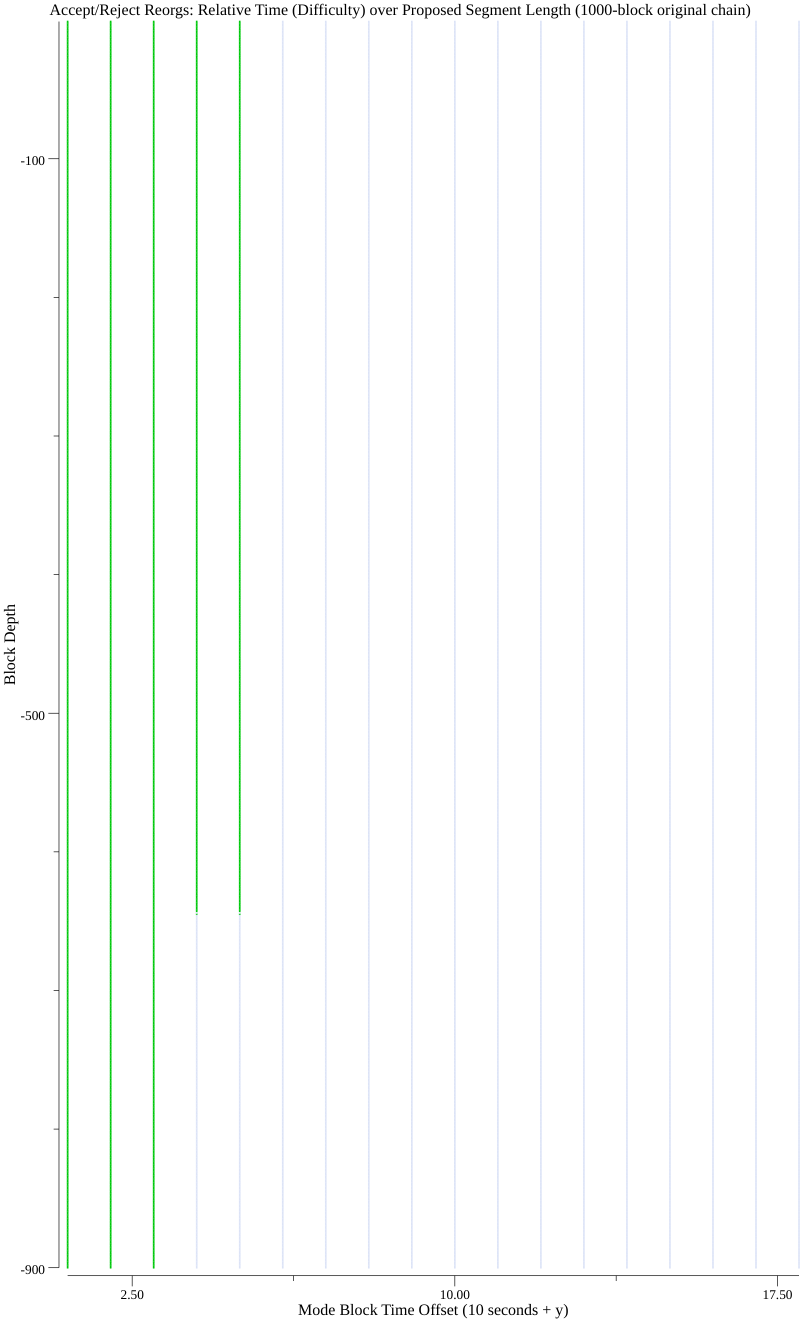 Accept/Reject Reorgs: Relative Time (Difficulty) over Proposed Segment Length (1000-block original chain)
-100
Block Depth
-500
-900
2.50 10.00 17.50
Mode Block Time Offset (10 seconds + y)